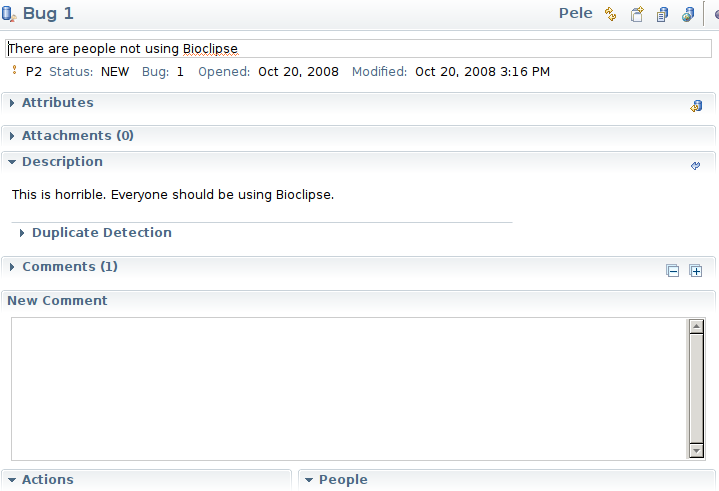 Bug 1 Pele
There are people not using Bioclipse
P2 Status: NEW Bug: 1 Opened: Oct 20, 2008 Modified: Oct 20, 2008 3:16 PM
Attributes
Attachments (0)
Description
This is horrible. Everyone should be using Bioclipse.
Duplicate Detection
Comments (1)
New Comment
Actions People